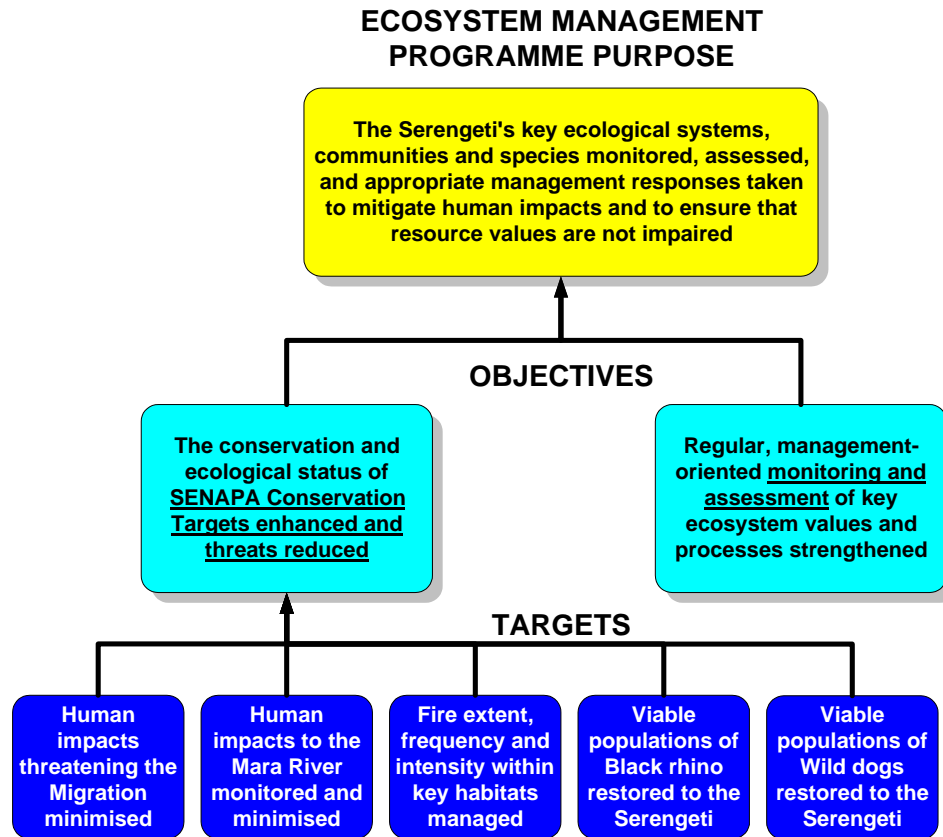 ECOSYSTEM MANAGEMENT
PROGRAMME PURPOSE
The Serengeti's key ecological systems,
communities and species monitored, assessed,
and appropriate management responses taken
to mitigate human impacts and to ensure that
resource values are not impaired
OBJECTIVES
The conservation and
ecological status of
SENAPA Conservation
Targets enhanced and
threats reduced
Regular, management-
oriented monitoring and
assessment of key
ecosystem values and
processes strengthened
TARGETS
Human
impacts
threatening the
Migration
minimised
Human
impacts to the
Mara River
monitored and
minimised
Fire extent,
frequency and
intensity within
key habitats
managed
Viable
populations of
Black rhino
restored to the
Serengeti
Viable
populations of
Wild dogs
restored to the
Serengeti